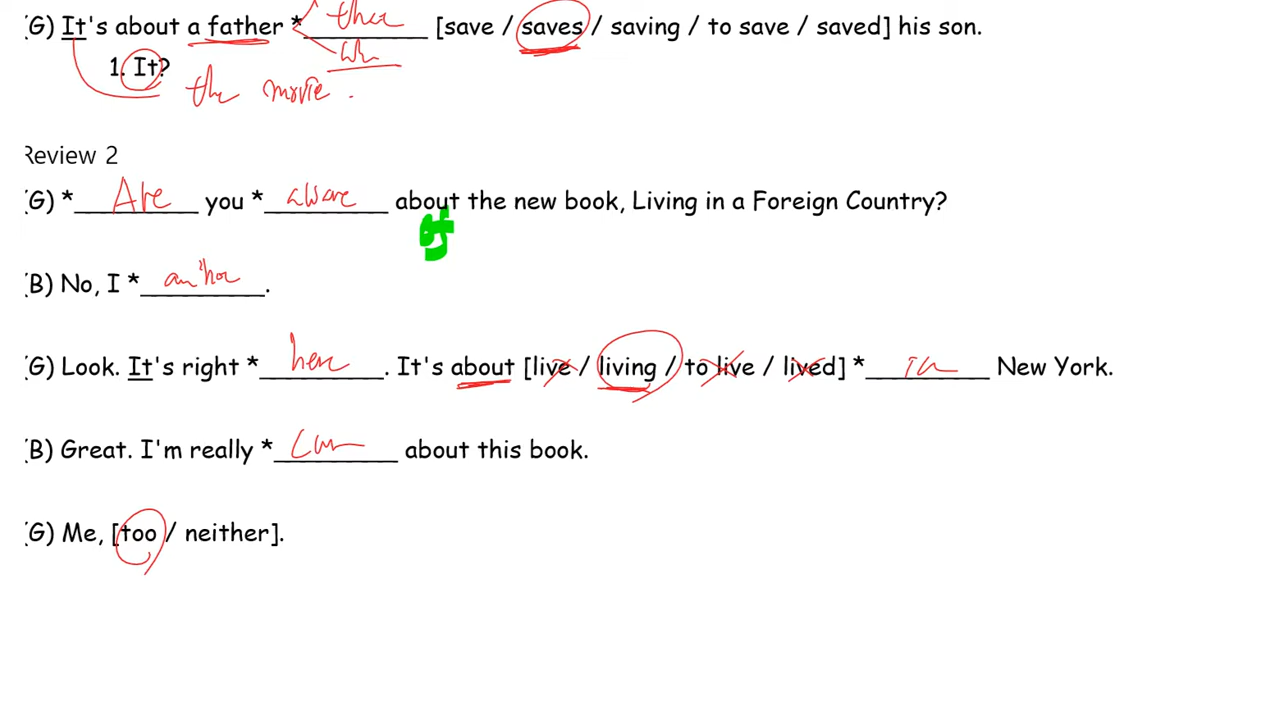 (G) It's about a father * that [save / saves / saving / to save / saved] his son.
who
1. It?
the movie.
Review 2
(G) * Are you * aware about the new book, Living in a Foreign Country?
of
(B) No, I * .
(G) Look. It's right * here. It's about [live / living / to live / lived] * in New York.
(B) Great. I'm really * about this book.
(G) Me, [too / neither].